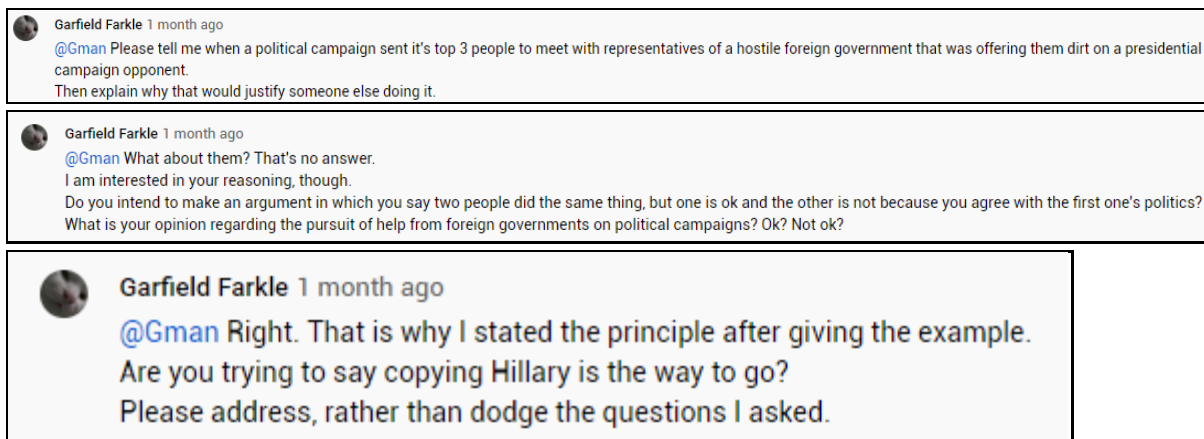 Garfield Farkle 1 month ago
@Gman Please tell me when a political campaign sent it's top 3 people to meet with representatives of a hostile foreign government that was offering them dirt on a presidential
campaign opponent.
Then explain why that would justify someone else doing it.
Garfield Farkle 1 month ago
@Gman What about them? That's no answer.
I am interested in your reasoning, though.
Do you intend to make an argument in which you say two people did the same thing, but one is ok and the other is not because you agree with the first one's politics?
What is your opinion regarding the pursuit of help from foreign governments on political campaigns? Ok? Not ok?
Garfield Farkle 1 month ago
@Gman Right. That is why I stated the principle after giving the example.
Are you trying to say copying Hillary is the way to go?
Please address, rather than dodge the questions I asked.